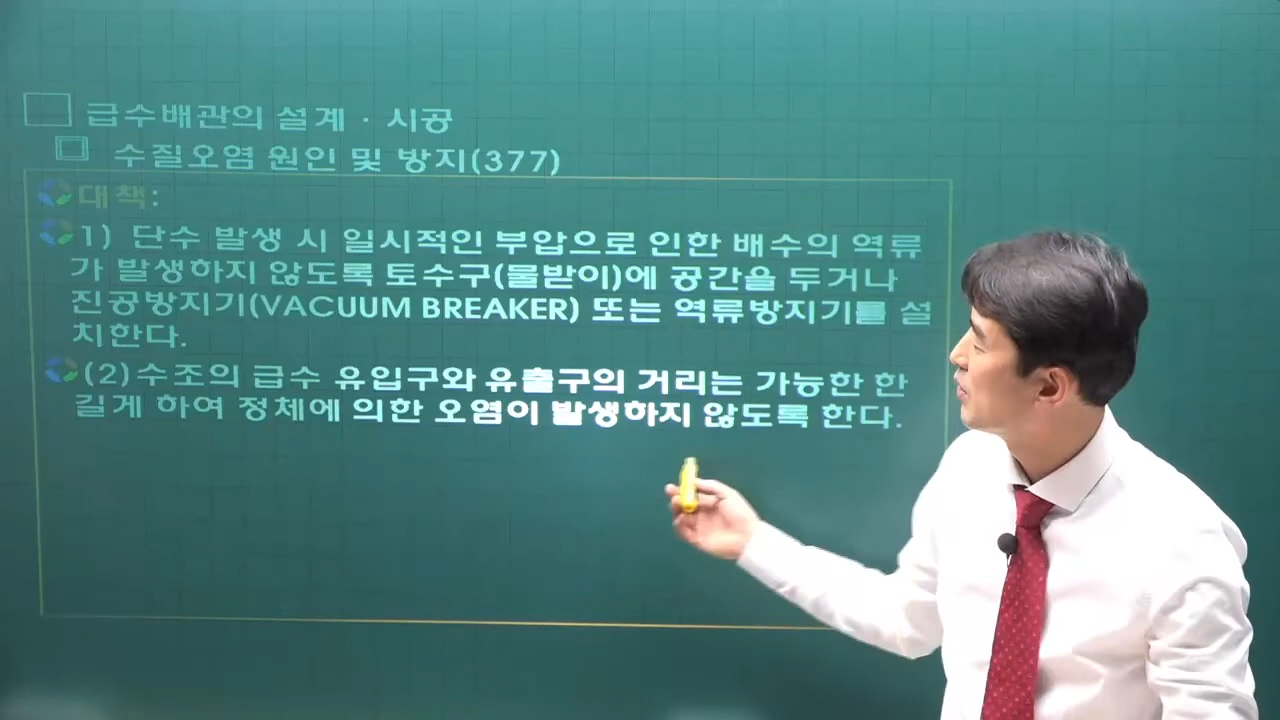 급수배관의 설계 · 시공
수질오염 원인 및 방지(377)
대책:
1) 단수 발생 시 일시적인 부압으로 인한 배수의 역류
가 발생하지 않도록 토수구(물받이)에 공간을 두거나
진공방지기(VACUUM BREAKER) 또는 역류방지기를 설
치한다.
(2)수조의 급수 유입구와 유출구의 거리는 가능한 한
길게 하여 정체에 의한 오염이 발생하지 않도록 한다.